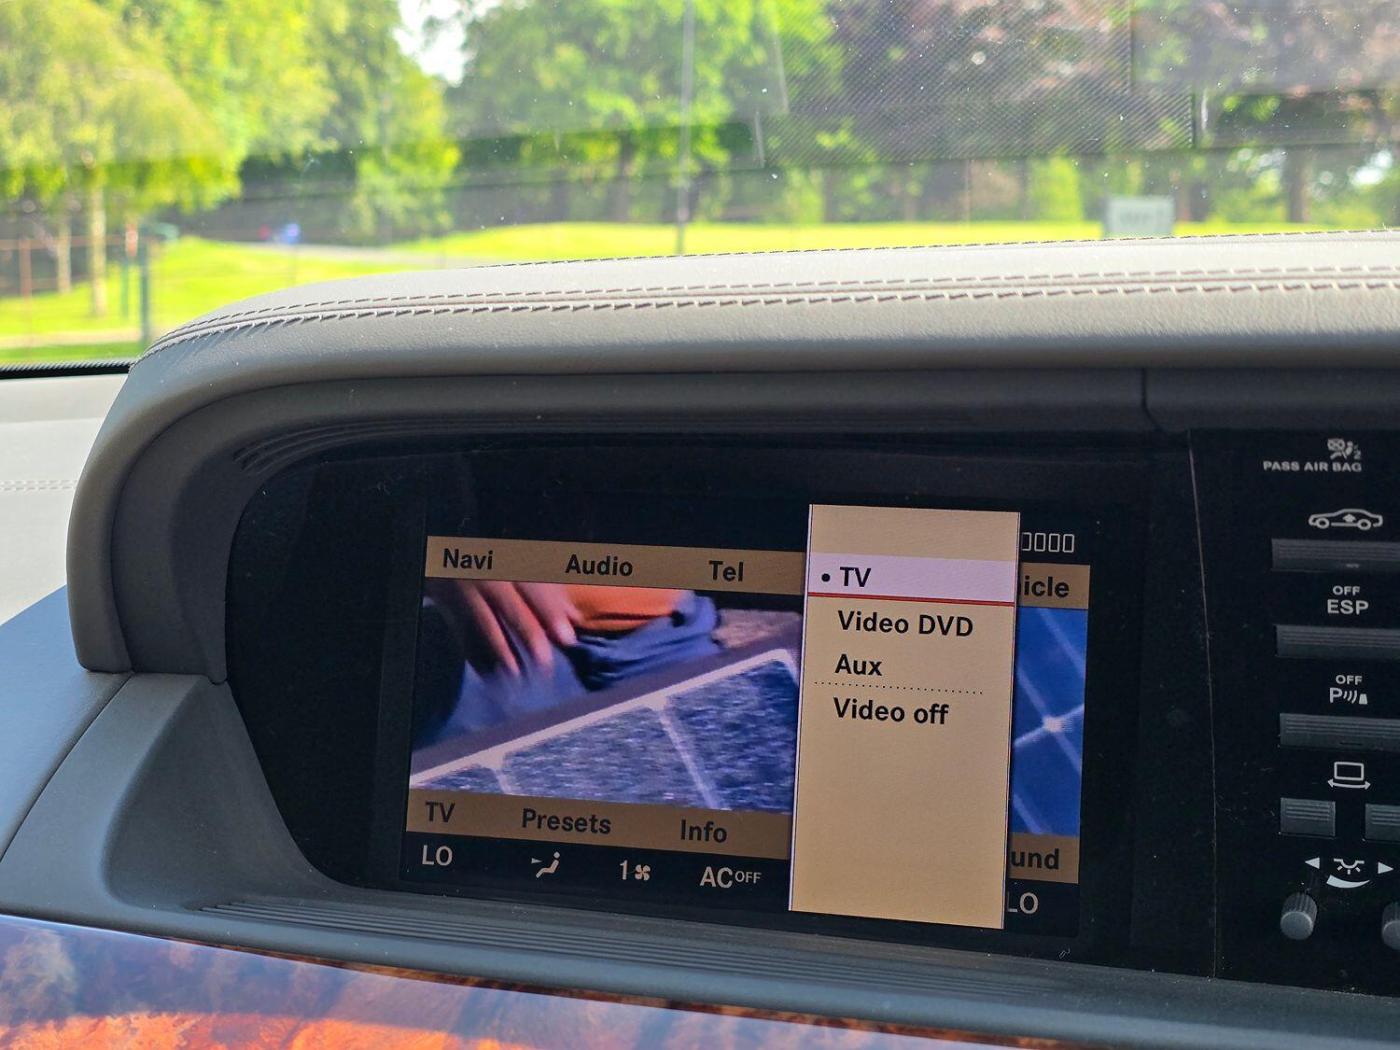 PASS AIR BAG
Navi Audio Tel
icle
• TV
Video DVD
Aux
Video off
OFF
ESP
OFF
P
TV Presets Info
und
LO 1 AC OFF
LO